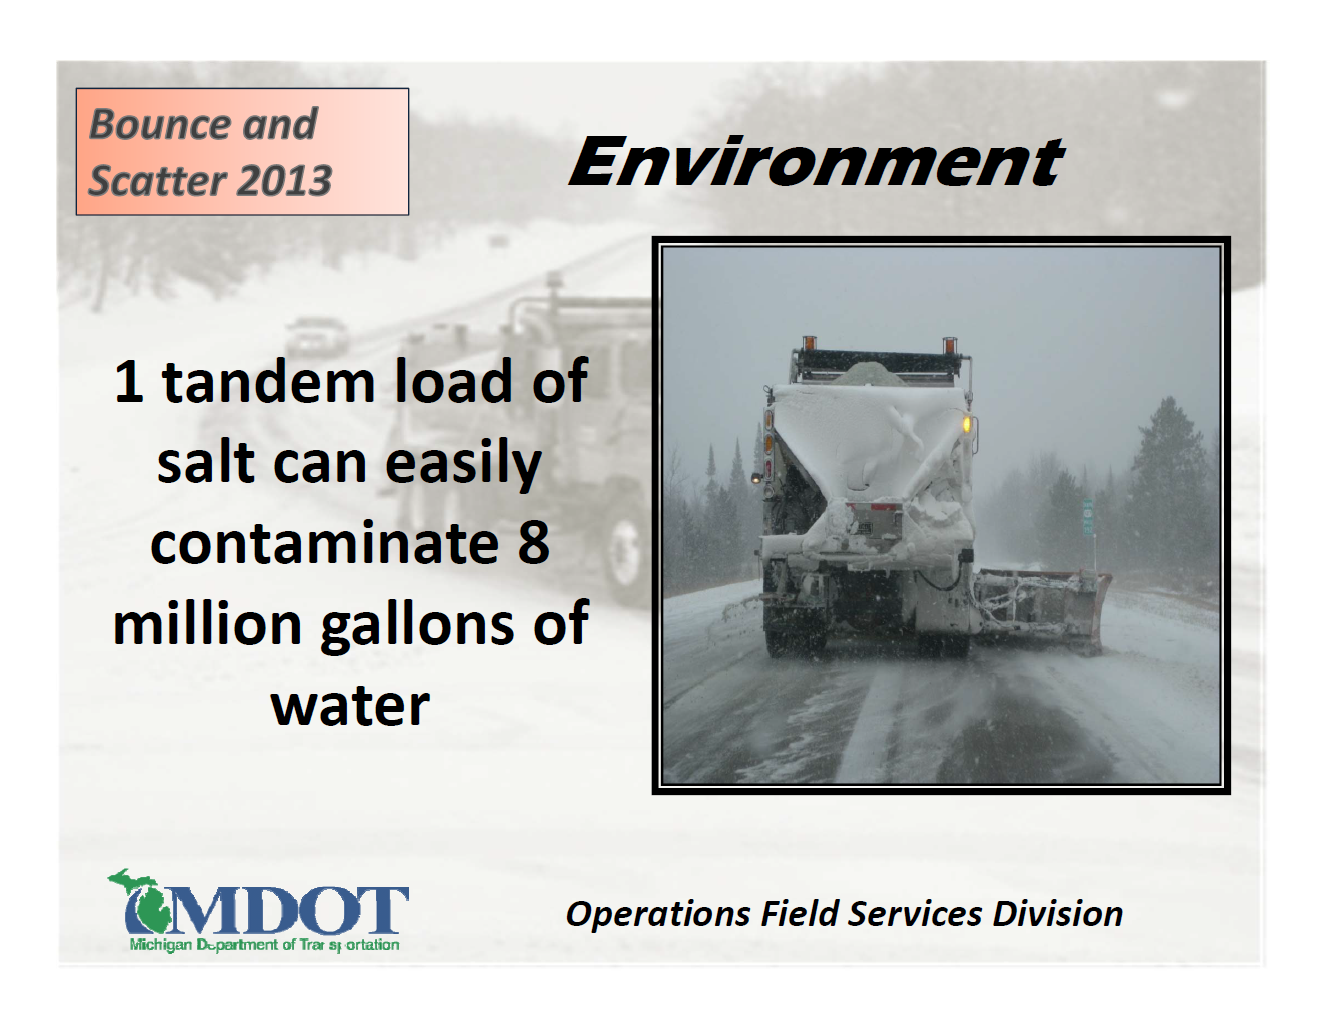 Bounce and
Scatter 2013
Environment
1 tandem load of
salt can easily
contaminate 8
million gallons of
water
MDOT
Michigan Department of Transportation
Operations Field Services Division